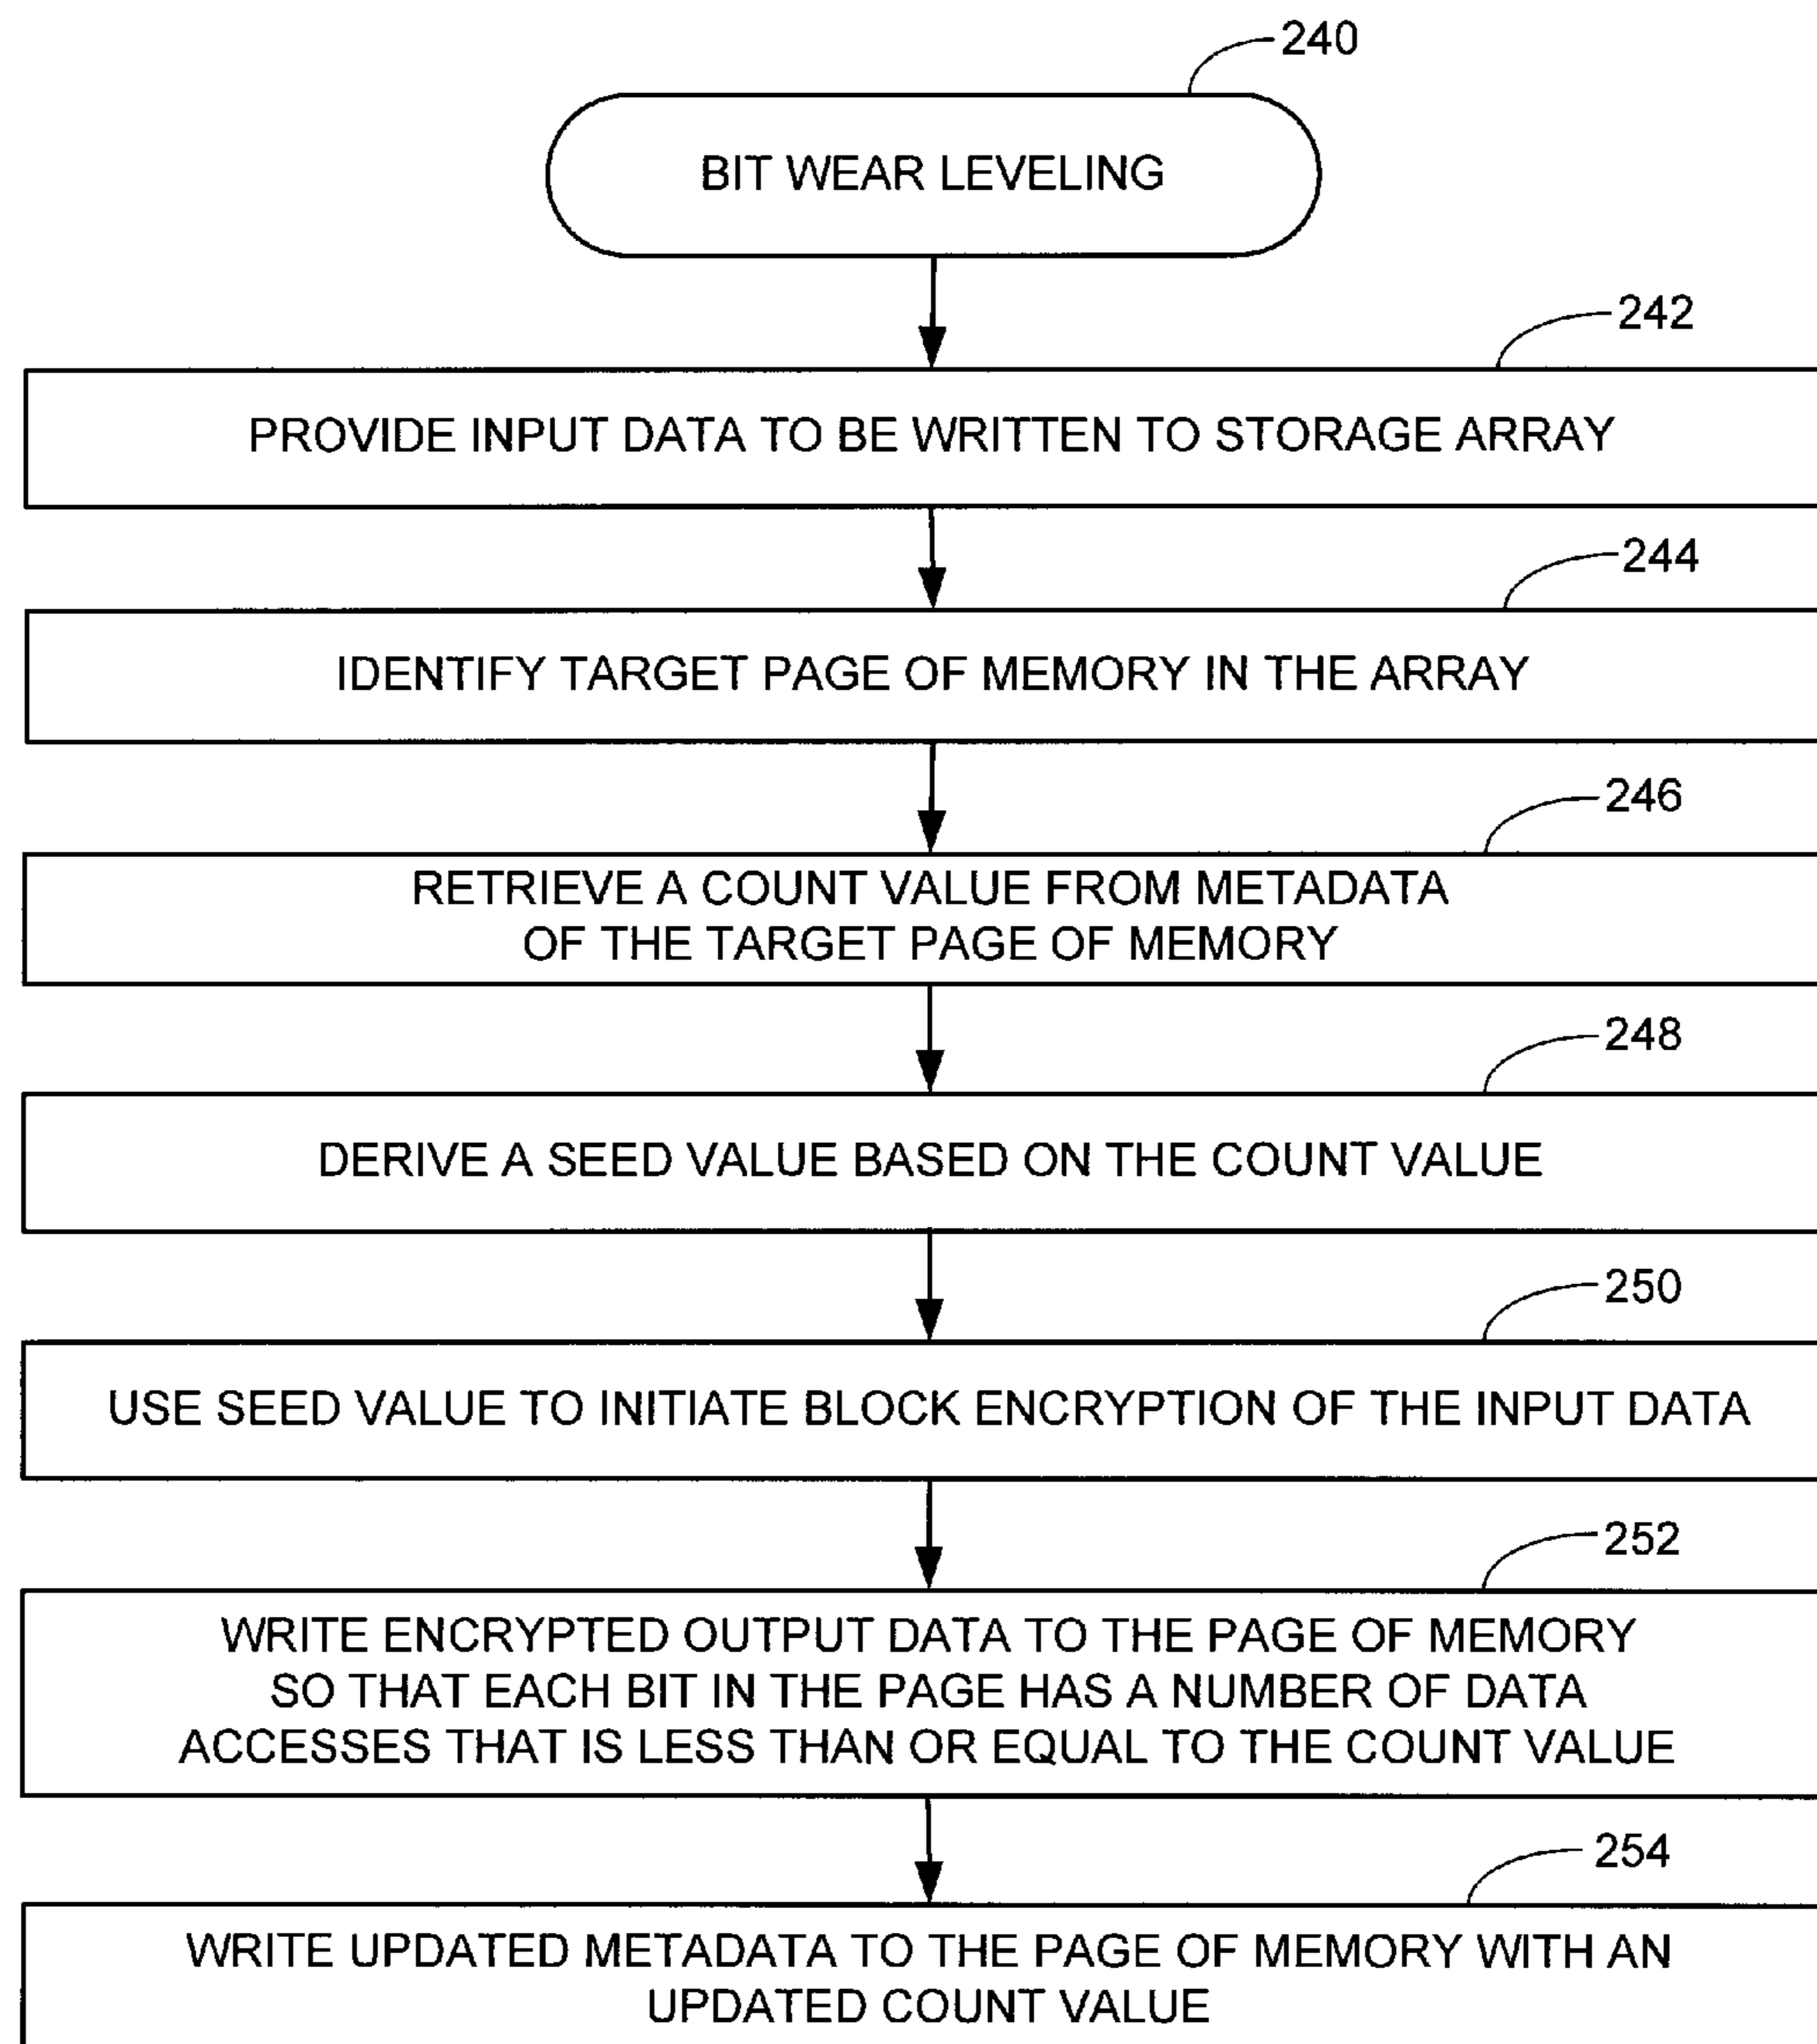 240
BIT WEAR LEVELING
242
PROVIDE INPUT DATA TO BE WRITTEN TO STORAGE ARRAY
244
IDENTIFY TARGET PAGE OF MEMORY IN THE ARRAY
246
RETRIEVE A COUNT VALUE FROM METADATA
OF THE TARGET PAGE OF MEMORY
248
DERIVE A SEED VALUE BASED ON THE COUNT VALUE
250
USE SEED VALUE TO INITIATE BLOCK ENCRYPTION OF THE INPUT DATA
252
WRITE ENCRYPTED OUTPUT DATA TO THE PAGE OF MEMORY
SO THAT EACH BIT IN THE PAGE HAS A NUMBER OF DATA
ACCESSES THAT IS LESS THAN OR EQUAL TO THE COUNT VALUE
254
WRITE UPDATED METADATA TO THE PAGE OF MEMORY WITH AN
UPDATED COUNT VALUE